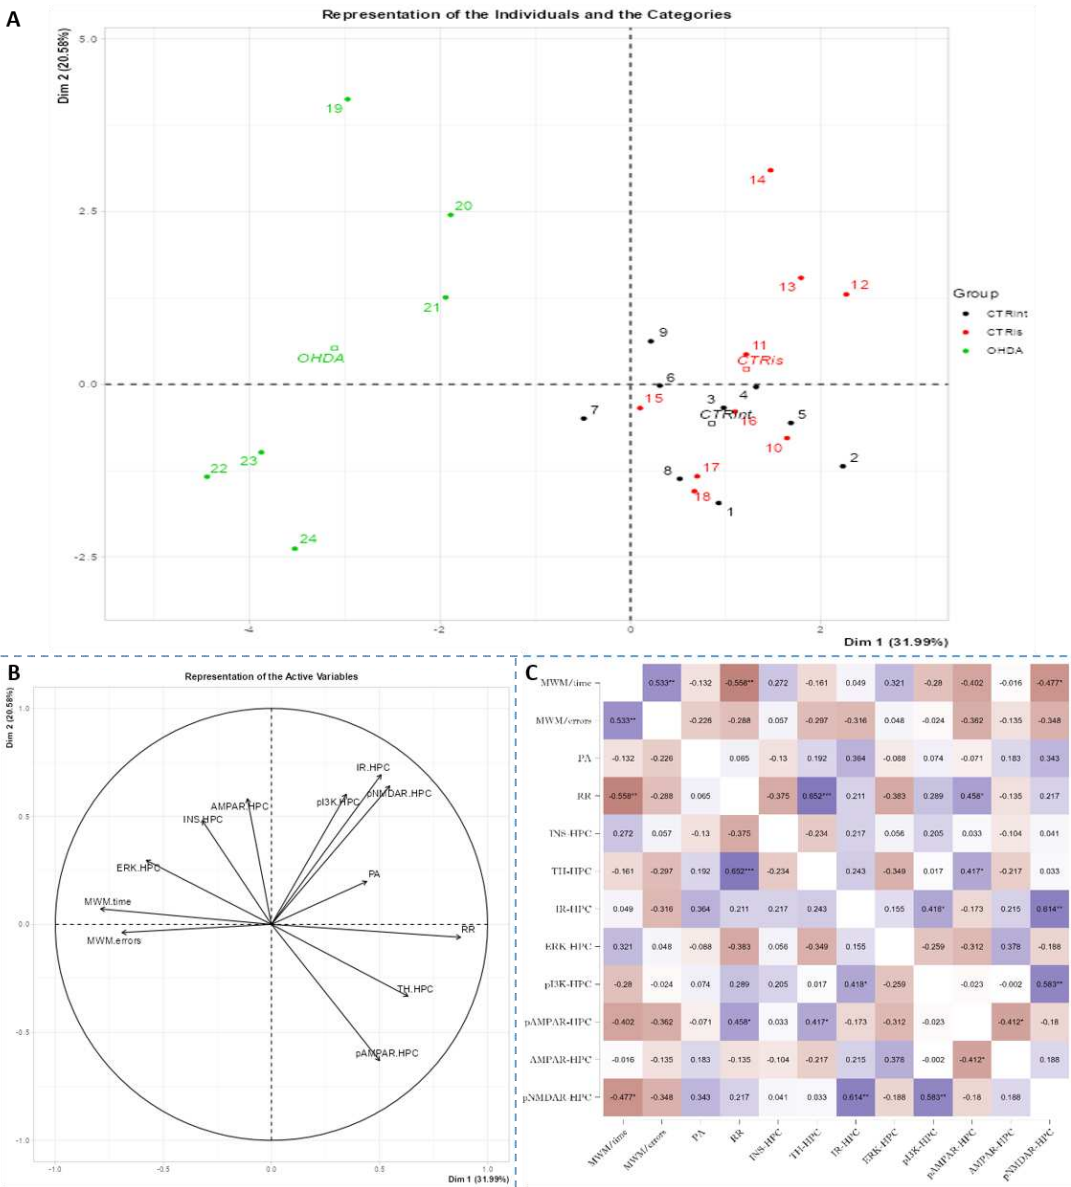 A
Representation of the Individuals and the Categories
Dim 2 (20.58%)
5.0
19
14
2.5
20
13
12
21
Group
CTRint
CTRis
OHDA
9
11
OHDA
CTRis
0.0
6
4
15
3
7
CTRint
16
5
10
23
22
8
17
2
18
1
24
-2.5
-4
-2
0
2
Dim 1 (31.99%)
B
Representation of the Active Variables
Dim 2 (20.58%)
1.0
IR.HPC
pNMDAR.HPC
pI3K.HPC
AMPAR.HPC
INS.HPC
0.5
ERK.HPC
PA
MWM.time
0.0
RR
MWM.errors
TH.HPC
-0.5
pAMPAR.HPC
-1.0
-1.0
-0.5
0.0
0.5
1.0
Dim 1 (31.99%)
C
MWM/time 0.533** -0.132 -0.558** 0.272 -0.161 0.049 0.321 -0.28 -0.402 -0.016 -0.477*
MWM/errors 0.533** -0.226 -0.288 0.057 -0.297 -0.316 0.048 -0.024 -0.362 -0.135 -0.348
PA -0.132 -0.226 0.065 -0.13 0.192 0.364 -0.088 0.074 -0.071 0.183 0.343
RR -0.558** -0.288 0.065 -0.375 0.652*** 0.211 -0.383 0.289 0.458* -0.135 0.217
INS-HPC 0.272 0.057 -0.13 -0.375 -0.234 0.217 0.056 0.205 0.033 -0.104 0.041
TH-HPC -0.161 -0.297 0.192 0.652*** -0.234 0.243 -0.349 0.017 0.417* -0.217 0.033
IR-HPC 0.049 -0.316 0.364 0.211 0.217 0.243 0.155 0.418* -0.173 0.215 0.614**
ERK-HPC 0.321 0.048 -0.088 -0.383 0.056 -0.349 0.155 -0.259 -0.312 0.378 -0.188
pI3K-HPC -0.28 -0.024 0.074 0.289 0.205 0.017 0.418* -0.259 -0.023 -0.002 0.583**
pAMPAR-HPC -0.402 -0.362 -0.071 0.458* 0.033 0.417* -0.173 -0.312 -0.023 -0.412* -0.18
AMPAR-HPC -0.016 -0.135 0.183 -0.135 -0.104 -0.217 0.215 0.378 -0.002 -0.412* 0.188
pNMDAR-HPC -0.477* -0.348 0.343 0.217 0.041 0.033 0.614** -0.188 0.583** -0.18 0.188
MWM/time
MWM/errors
PA
RR
INS-HPC
TH-HPC
IR-HPC
ERK-HPC
pI3K-HPC
pAMPAR-HPC
AMPAR-HPC
pNMDAR-HPC